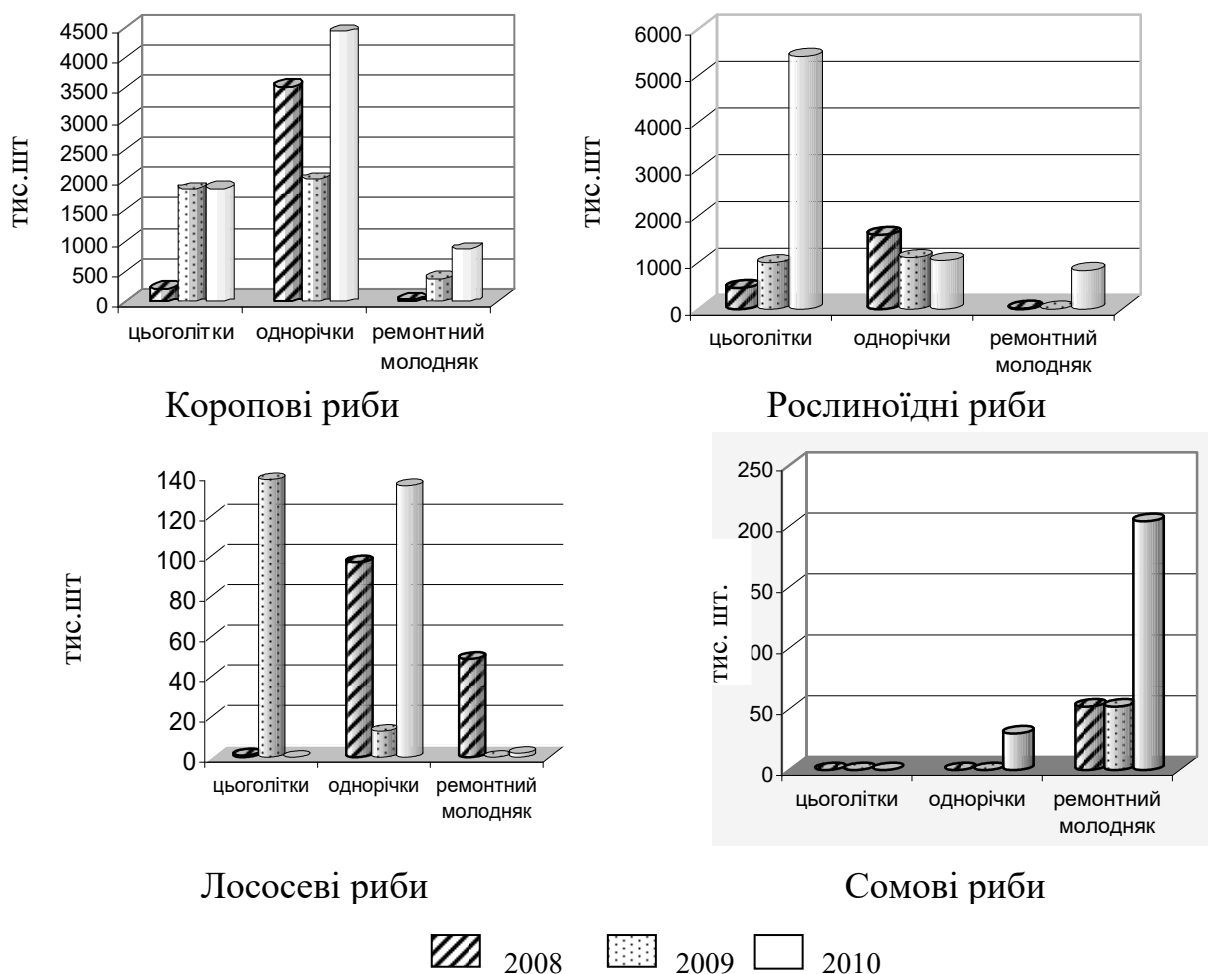 4500
4000
3500
3000
2500
2000
1500
1000
500
0
тис.шт
цьоголітки однорічки ремонтний
молодняк
Коропові риби
6000
5000
4000
3000
2000
1000
0
тис.шт
цьоголітки однорічки ремонтний
молодняк
Рослиноїдні риби
140
120
100
80
60
40
20
0
тис.шт
цьоголітки однорічки ремонтний
молодняк
Лососеві риби
250
200
50
00
50
0
тис. шт.
цьоголітки однорічки ремонтний
молодняк
Сомові риби
2008 2009 2010